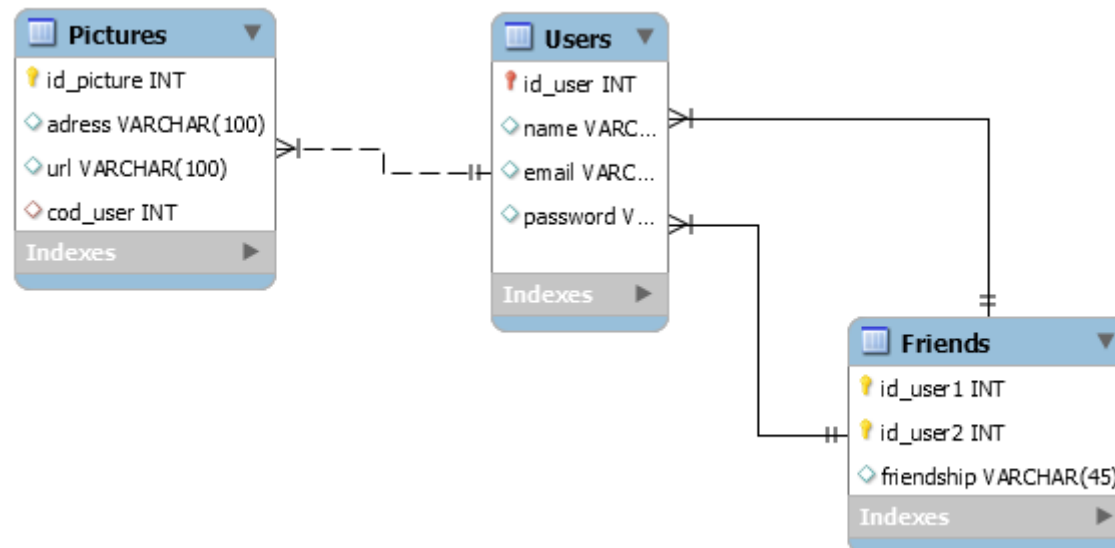 Pictures
id_picture INT
adress VARCHAR(100)
url VARCHAR(100)
cod_user INT
Indexes
Users
id_user INT
name VARC...
email VARC...
password V...
Indexes
Friends
id_user1 INT
id_user2 INT
friendship VARCHAR(45)
Indexes